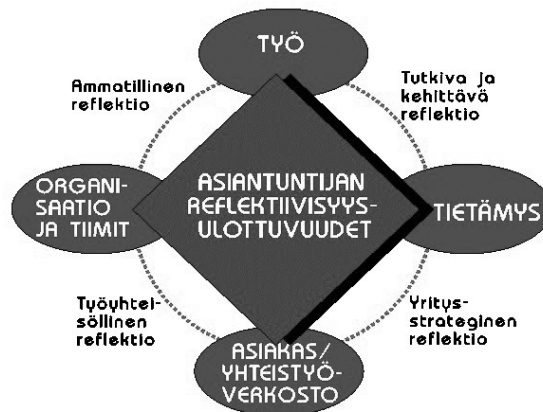 TYÖ
Ammatillinen
reflektio
Tutkiva ja
kehittävä
reflektio
ORGANI-
SAATIO
JA TIIMIT
ASIANTUNTIJAN
REFLEKTIIVISYYS-
ULOTTUVUUDET
TIETÄMYS
Työyhtei-
söllinen
reflektio
Yritys-
strateginen
reflektio
ASIAKAS/
YHTEISTYÖ-
VERKOSTO